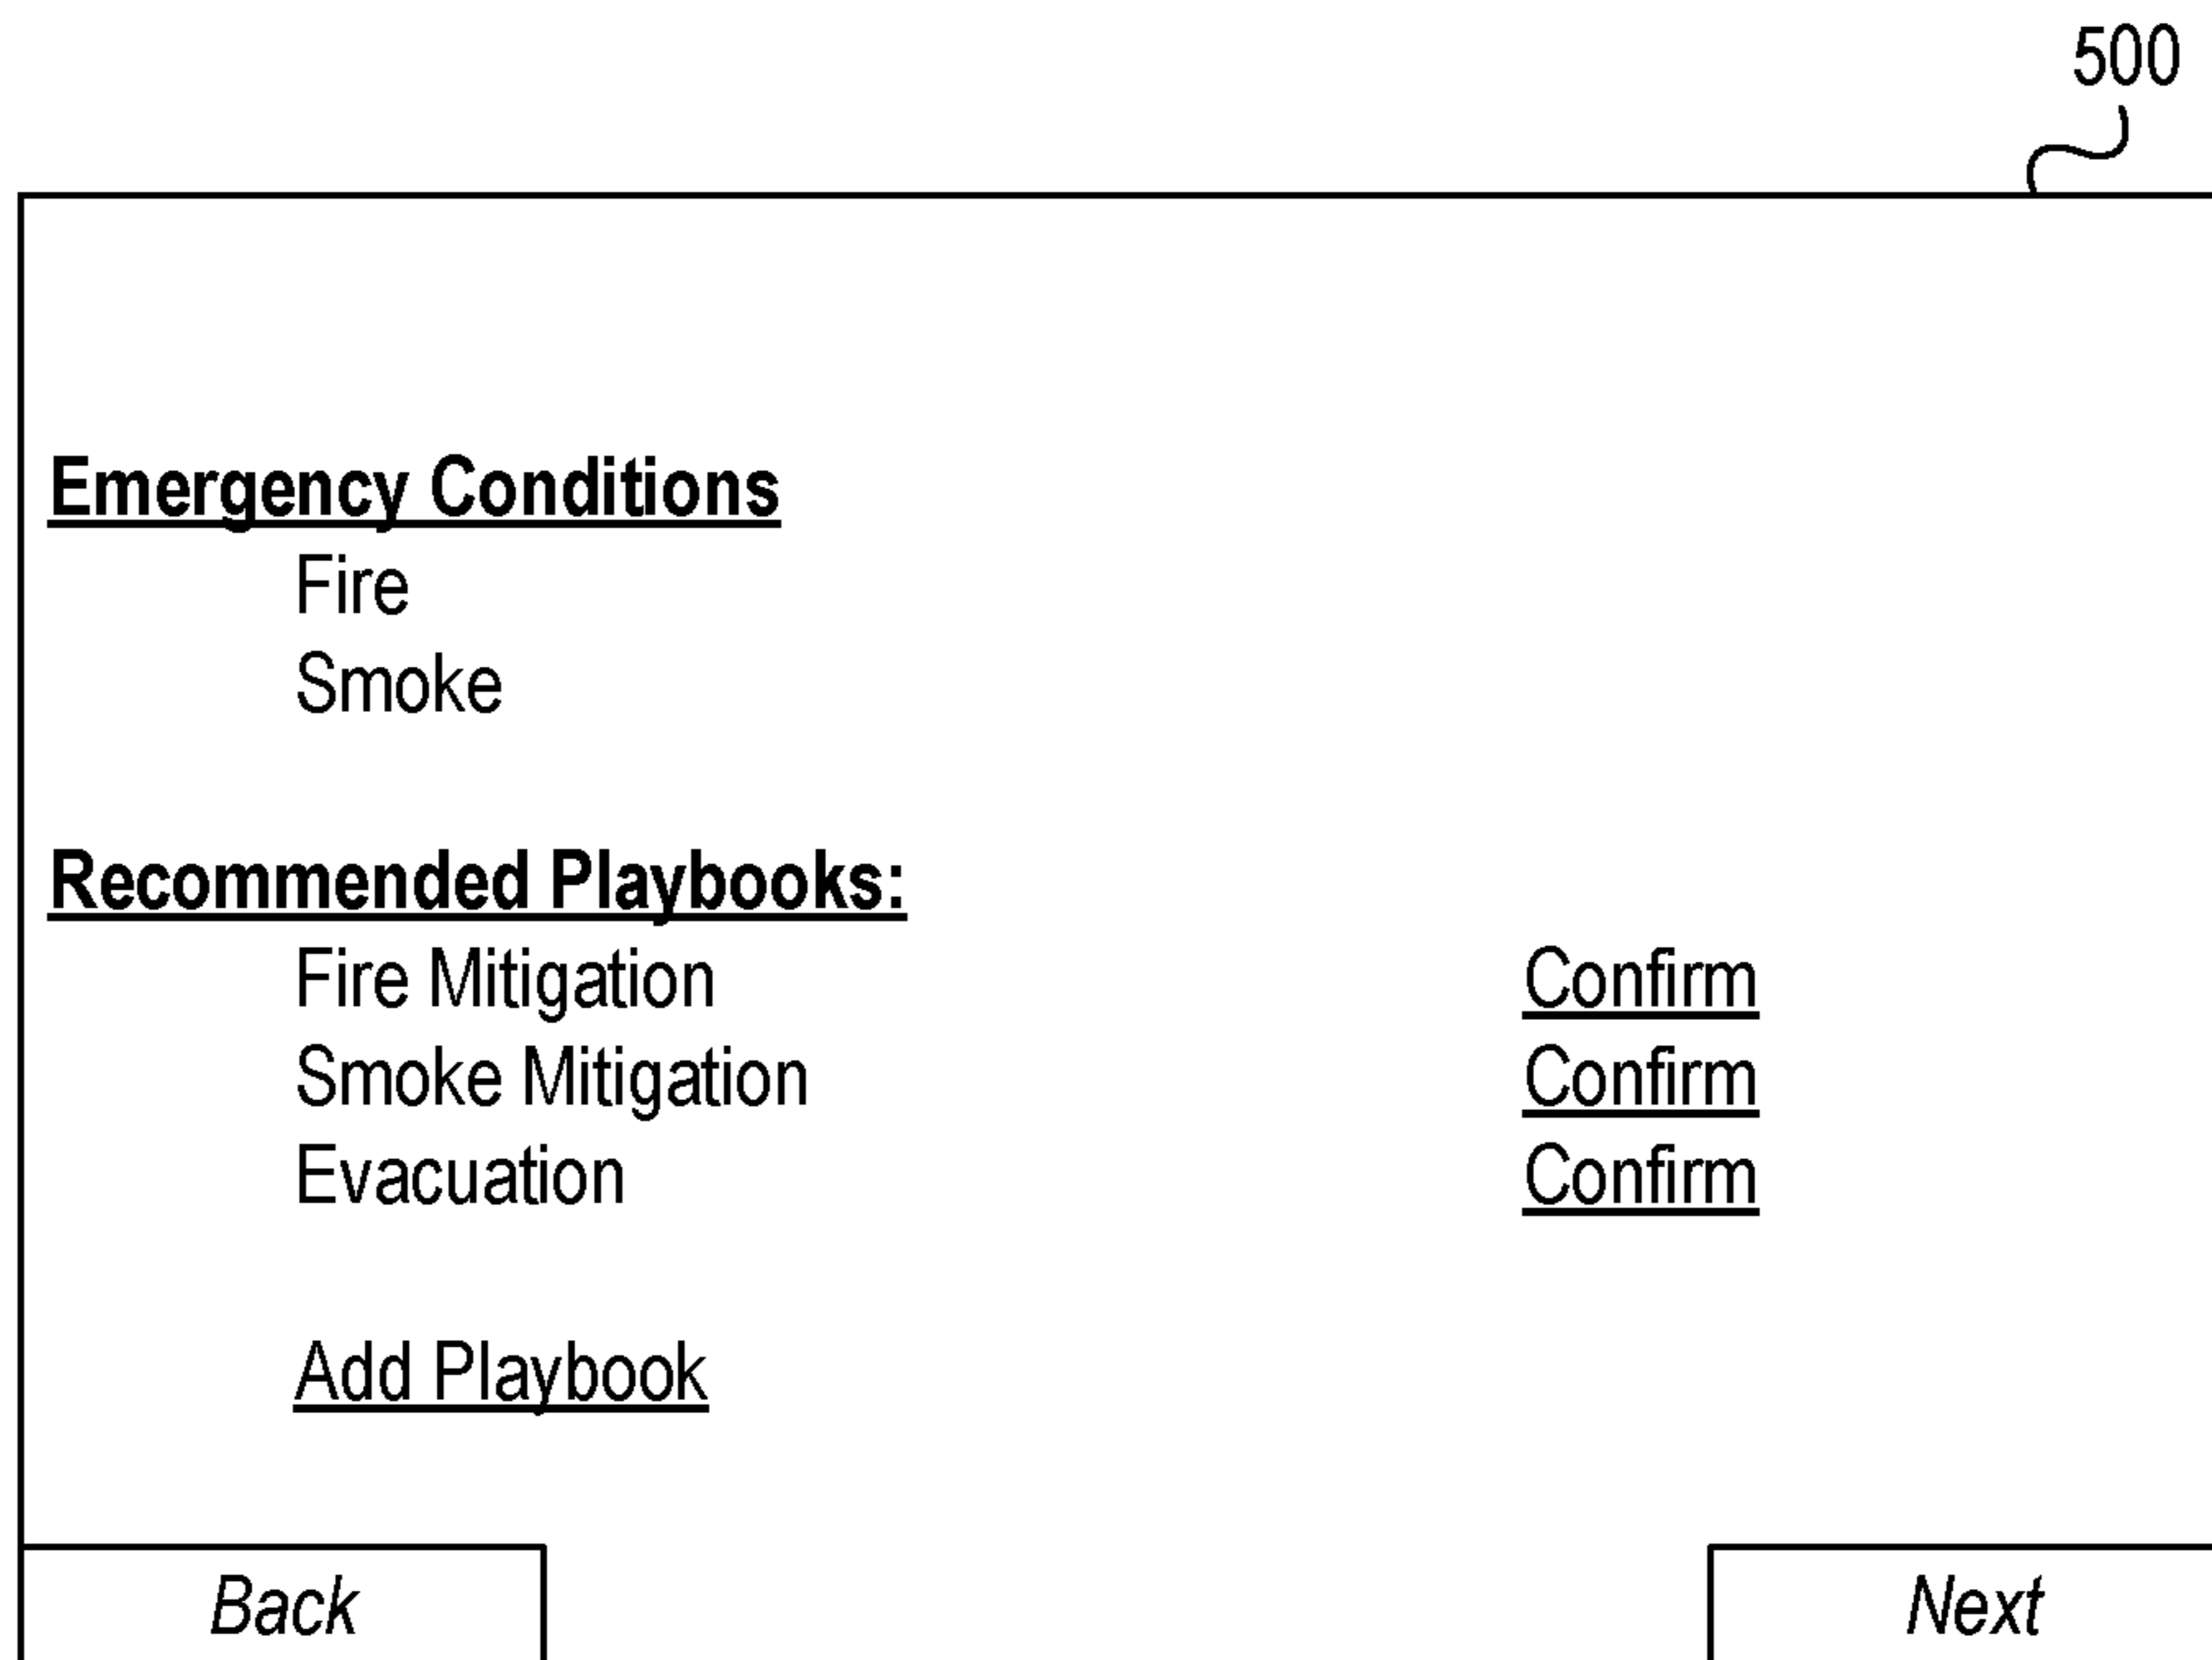 500
Emergency Conditions
Fire
Smoke
Recommended Playbooks:
Fire Mitigation Confirm
Smoke Mitigation Confirm
Evacuation Confirm
Add Playbook
Back Next